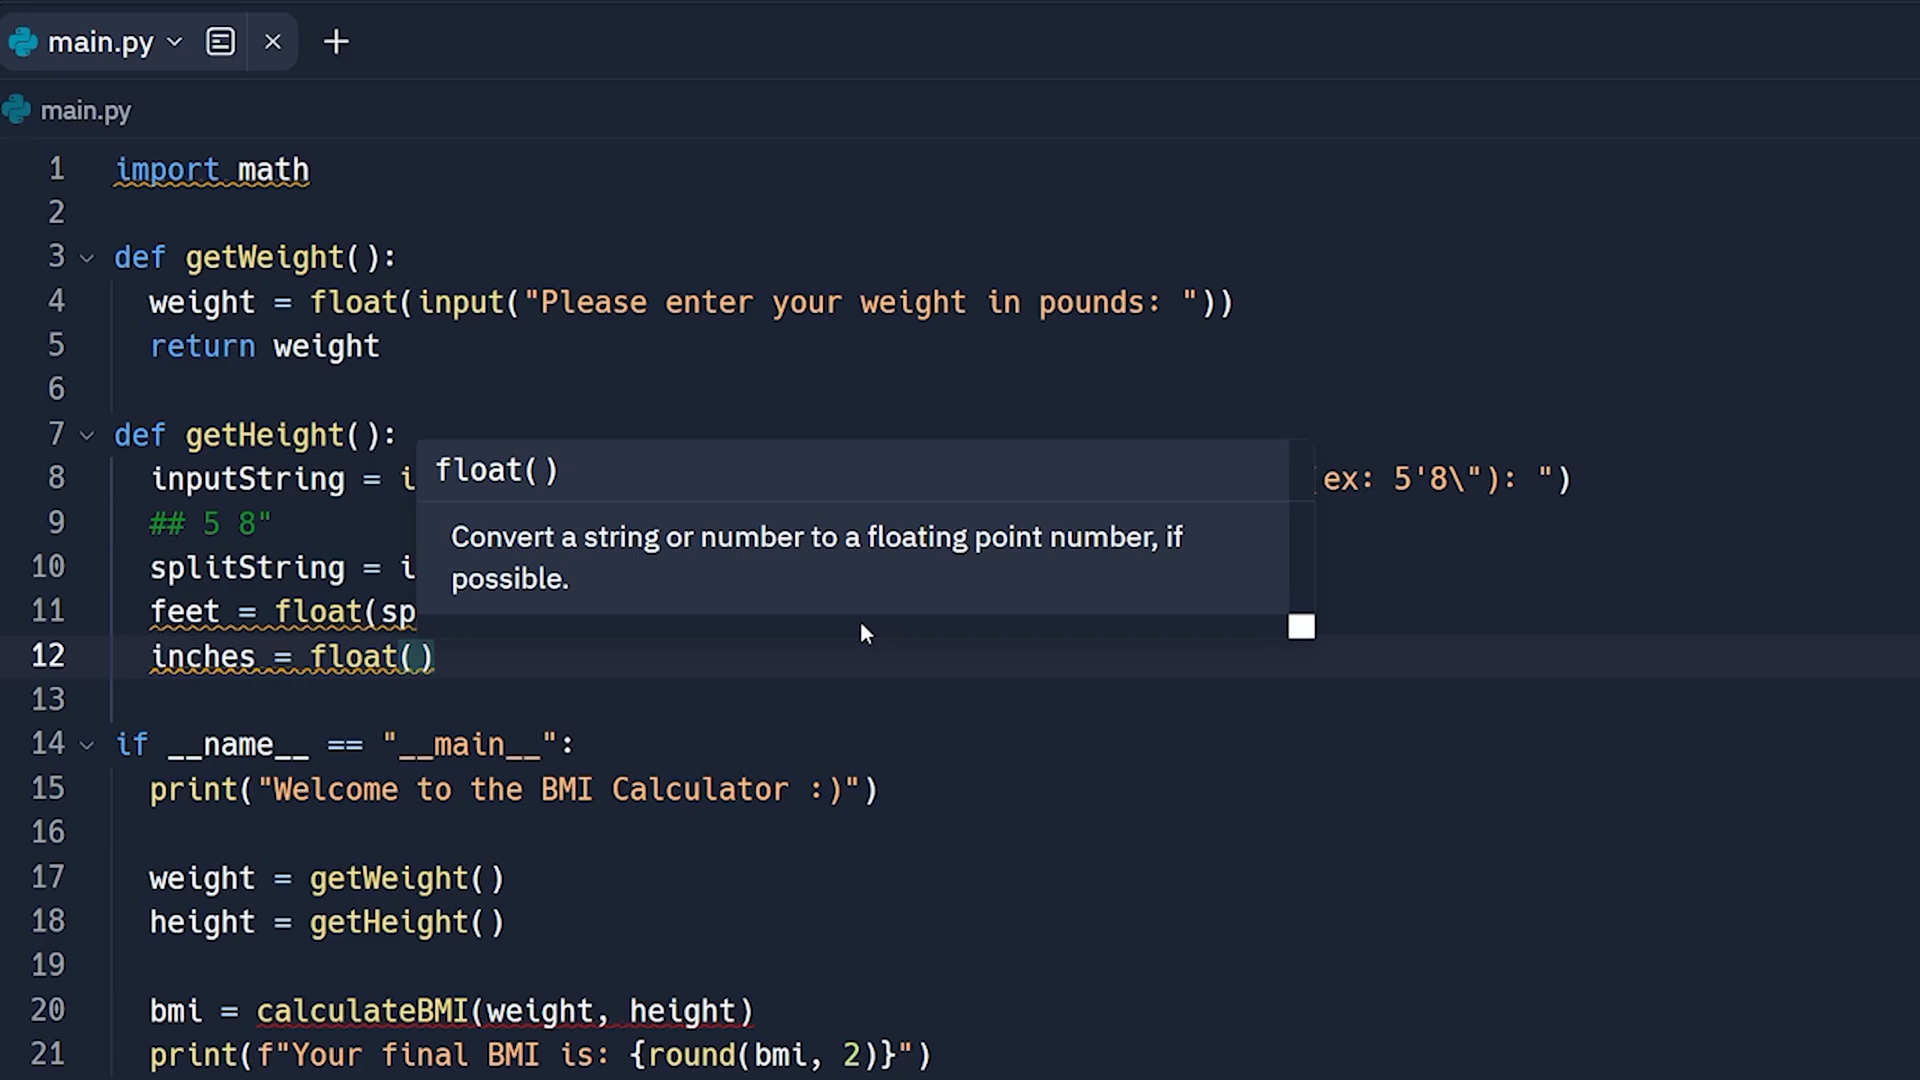 main.py
main.py
1 import math
2
3 def getWeight():
4 weight = float(input("Please enter your weight in pounds: "))
5 return weight
6
7 def getHeight():
float()
8 inputString = i ex: 5'8\"): ")
9 ## 5 8"
Convert a string or number to a floating point number, if
possible.
10 splitString = i
11 feet = float(sp
12 inches = float()
13
14 if __name__ == "__main__":
15 print("Welcome to the BMI Calculator :)")
16
17 weight = getWeight()
18 height = getHeight()
19
20 bmi = calculateBMI(weight, height)
21 print(f"Your final BMI is: {round(bmi, 2)}")